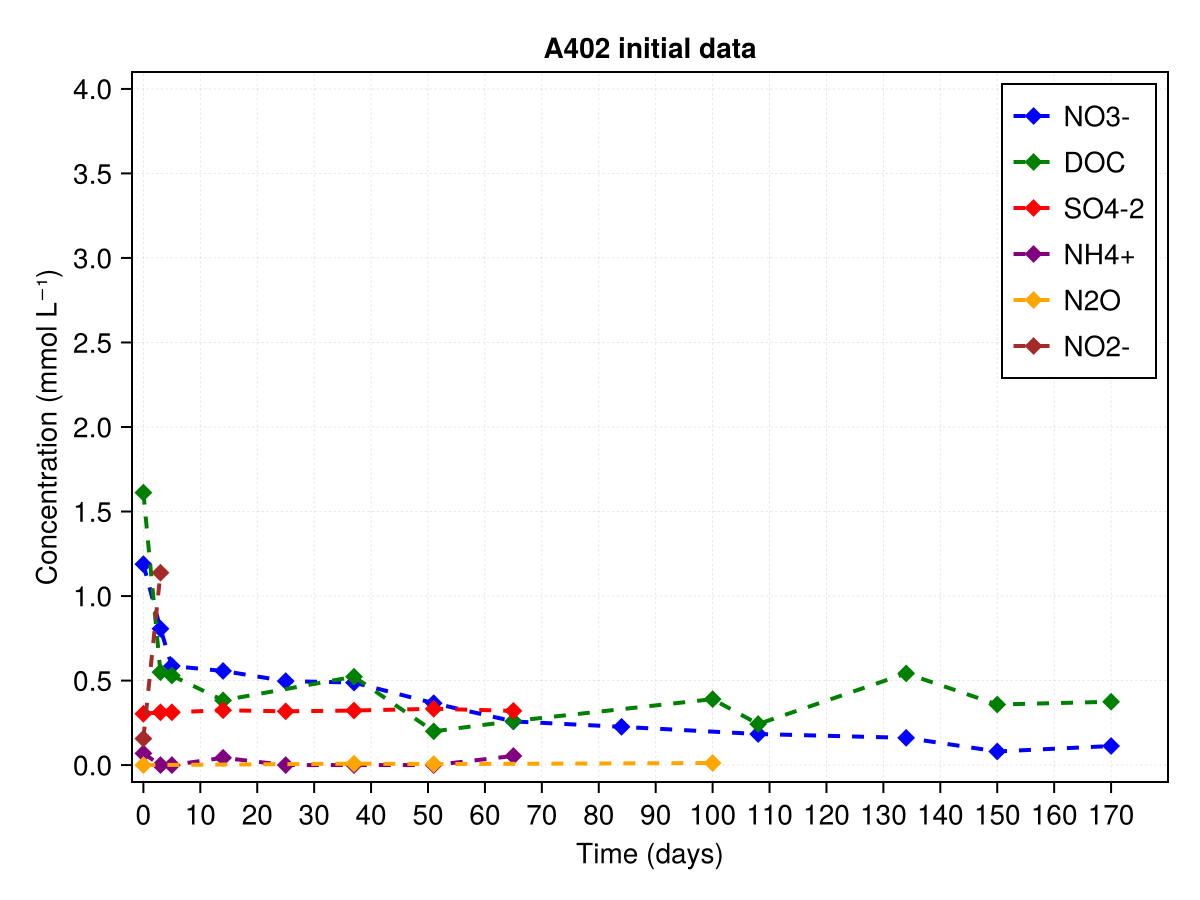 A402 initial data
Concentration (mmol L⁻¹)
4.0
3.5
3.0
2.5
2.0
1.5
1.0
0.5
0.0
NO3-
DOC
SO4-2
NH4+
N2O
NO2-
0 10 20 30 40 50 60 70 80 90 100 110 120 130 140 150 160 170
Time (days)